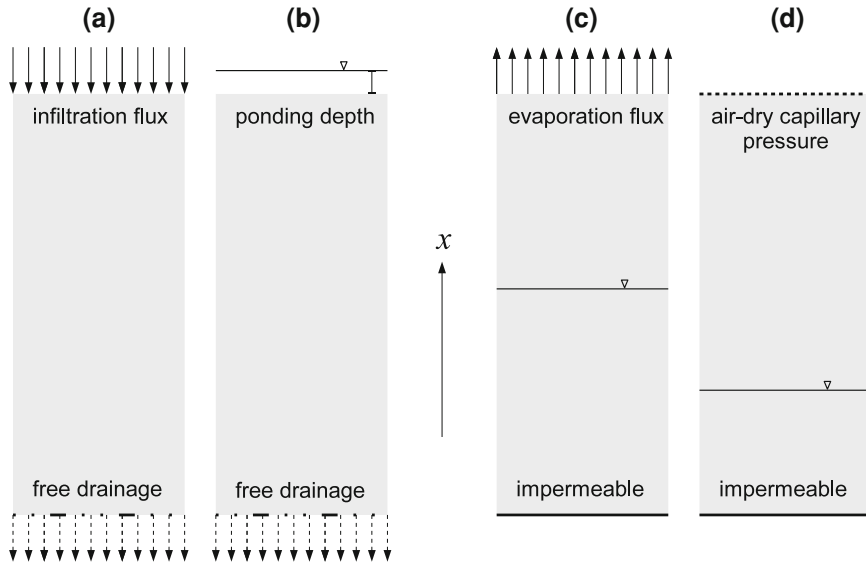 (a)
(b)
(c)
(d)
infiltration flux
ponding depth
evaporation flux
air-dry capillary
pressure
x
free drainage
free drainage
impermeable
impermeable